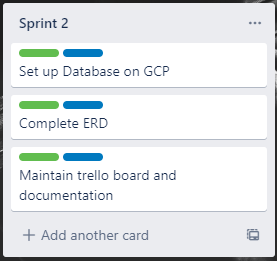 Sprint 2
Set up Database on GCP
Complete ERD
Maintain trello board and
documentation
+ Add another card